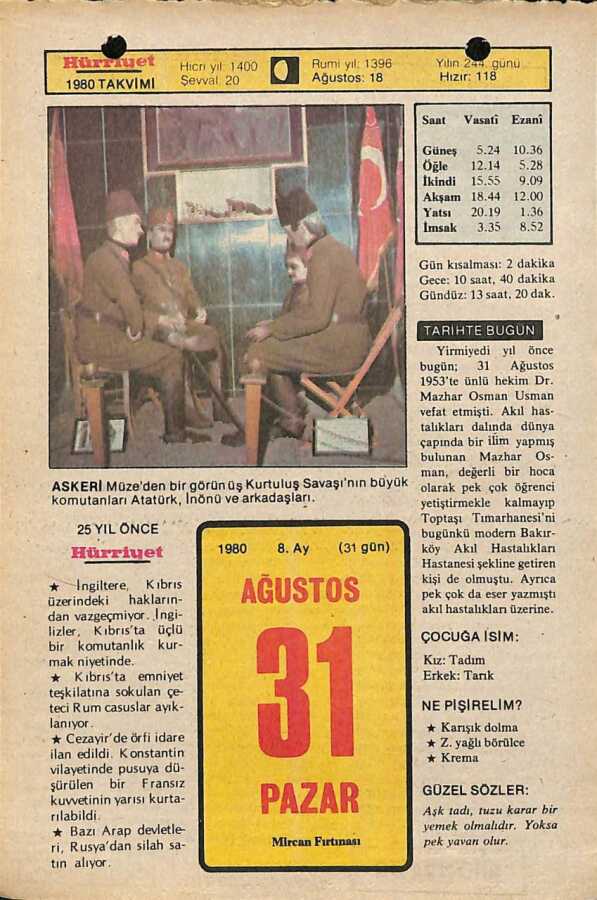 Hürriyet
1980 TAKVİMİ
Hicri yıl: 1400
Şevval: 20
Rumi yıl: 1396
Ağustos: 18
Yılın 244. günü
Hızır: 118
Saat Vasatî Ezanî
Güneş 5.24 10.36
Öğle 12.14 5.28
İkindi 15.55 9.09
Akşam 18.44 12.00
Yatsı 20.19 1.36
İmsak 3.35 8.52
Gün kısalması: 2 dakika
Gece: 10 saat, 40 dakika
Gündüz: 13 saat, 20 dak.
ASKERİ Müze'den bir görünüş Kurtuluş Savaşı'nın büyük
komutanları Atatürk, İnönü ve arkadaşları.
TARİHTE BUGÜN
Yirmiyedi yıl önce
bugün; 31 Ağustos
1953'te ünlü hekim Dr.
Mazhar Osman Usman
vefat etmişti. Akıl has-
talıkları dalında dünya
çapında bir ilim yapmış
bulunan Mazhar Os-
man, değerli bir hoca
olarak pek çok öğrenci
yetiştirmekle kalmayıp
Toptaşı Tımarhanesi'ni
bugünkü modern Bakır-
köy Akıl Hastalıkları
Hastanesi şekline getiren
kişi de olmuştu. Ayrıca
pek çok da eser yazmıştı
akıl hastalıkları üzerine.
25 YIL ÖNCE
Hürriyet
★ İngiltere, Kıbrıs
üzerindeki hakların-
dan vazgeçmiyor. İngi-
lizler, Kıbrıs'ta üçlü
bir komutanlık kur-
mak niyetinde.
★ Kıbrıs'ta emniyet
teşkilatına sokulan çe-
teci Rum casuslar ayık-
lanıyor.
★ Cezayir'de örfi idare
ilan edildi. Konstantin
vilayetinde pusuya dü-
şürülen bir Fransız
kuvvetinin yarısı kurta-
rılabildi.
★ Bazı Arap devletle-
ri, Rusya'dan silah sa-
tın alıyor.
1980 8. Ay (31 gün)
AĞUSTOS
31
PAZAR
Mircan Fırtınası
ÇOCUĞA İSİM:
Kız: Tadım
Erkek: Tarık
NE PİŞİRELİM?
★ Karışık dolma
★ Z. yağlı börülce
★ Krema
GÜZEL SÖZLER:
Aşk tadı, tuzu karar bir
yemek olmalıdır. Yoksa
pek yavan olur.